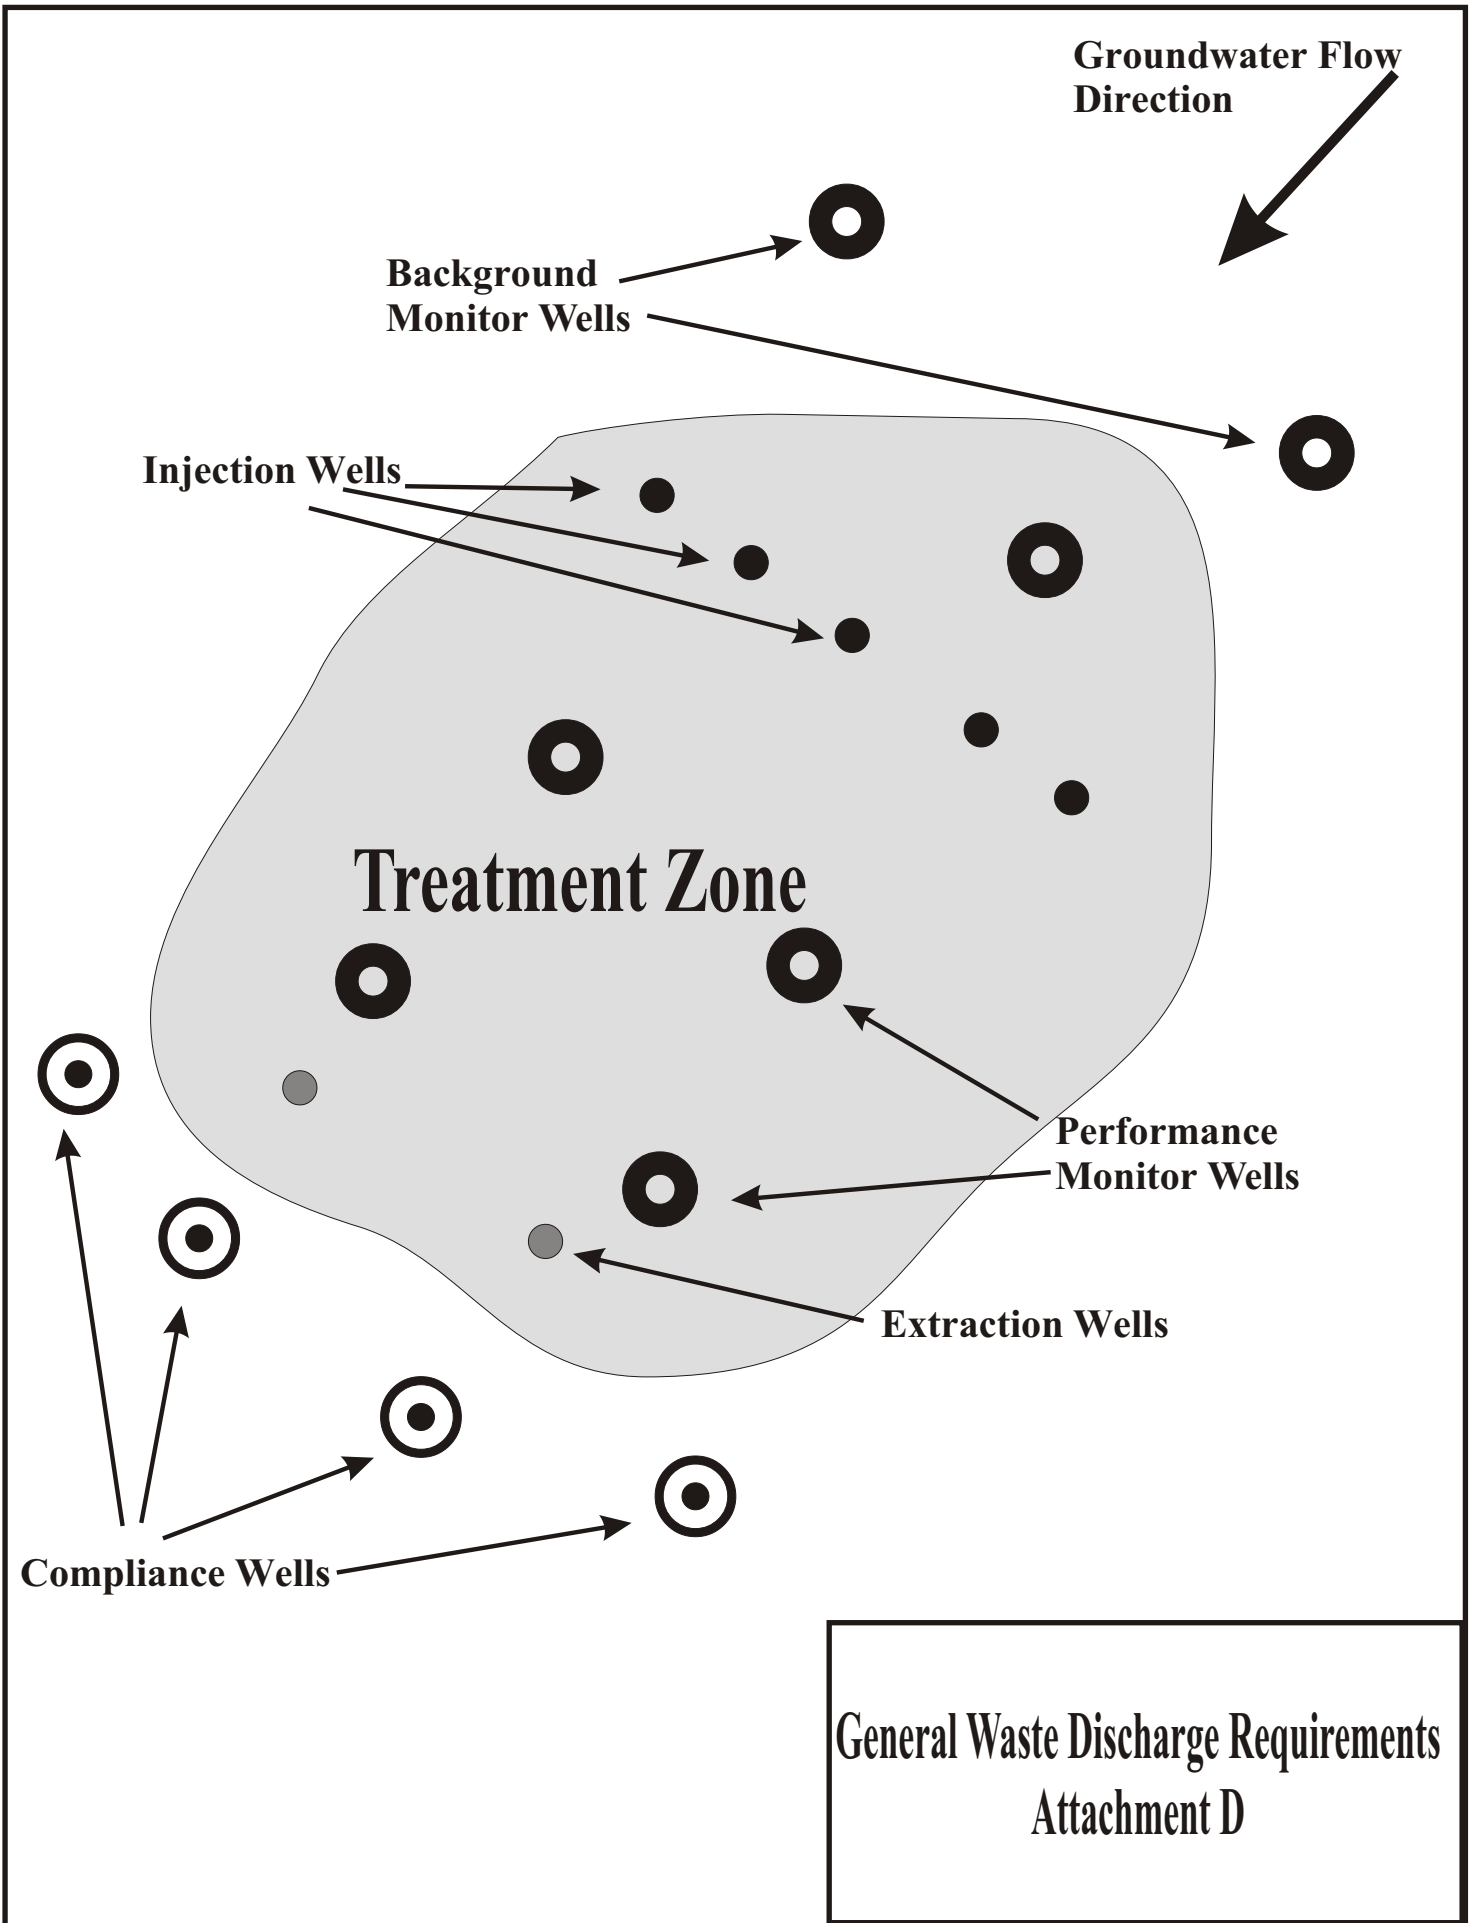 Groundwater Flow
Direction
Background
Monitor Wells
Injection Wells
Treatment Zone
Performance
Monitor Wells
Extraction Wells
Compliance Wells
General Waste Discharge Requirements
Attachment D